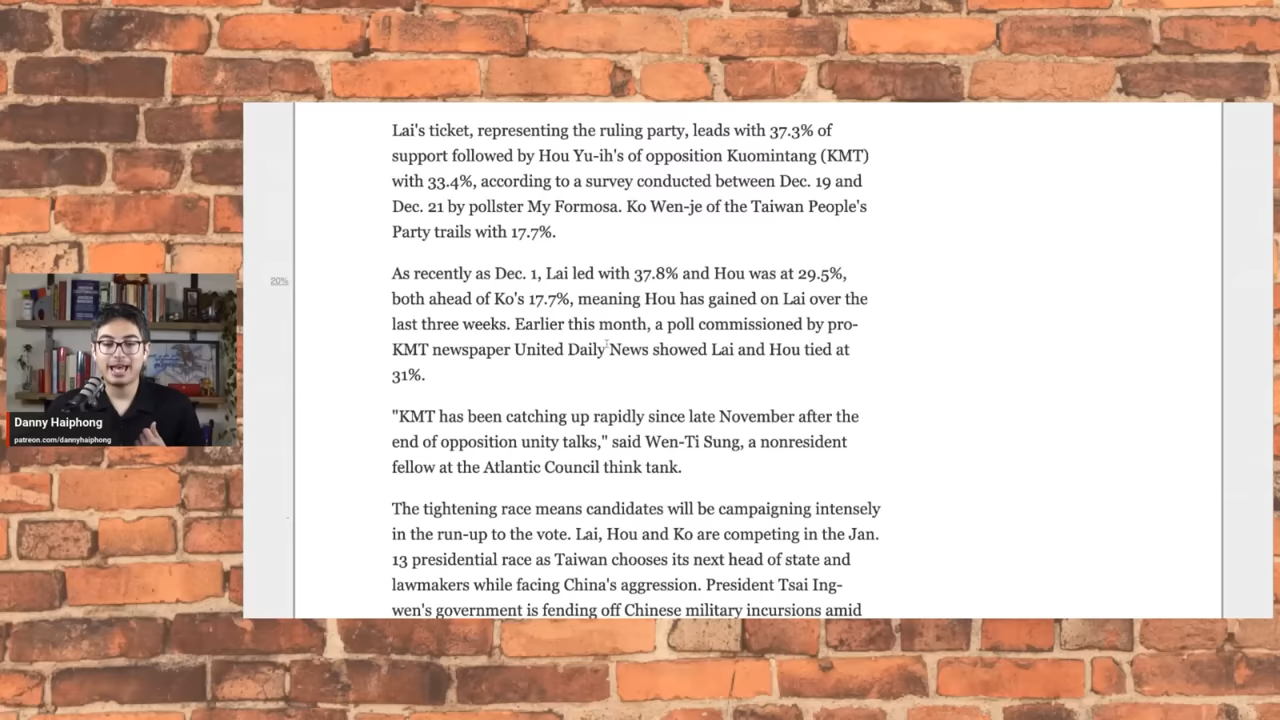 Lai's ticket, representing the ruling party, leads with 37.3% of
support followed by Hou Yu-ih's of opposition Kuomintang (KMT)
with 33.4%, according to a survey conducted between Dec. 19 and
Dec. 21 by pollster My Formosa. Ko Wen-je of the Taiwan People's
Party trails with 17.7%.
As recently as Dec. 1, Lai led with 37.8% and Hou was at 29.5%,
both ahead of Ko's 17.7%, meaning Hou has gained on Lai over the
last three weeks. Earlier this month, a poll commissioned by pro-
KMT newspaper United Daily News showed Lai and Hou tied at
31%.
"KMT has been catching up rapidly since late November after the
end of opposition unity talks," said Wen-Ti Sung, a nonresident
fellow at the Atlantic Council think tank.
The tightening race means candidates will be campaigning intensely
in the run-up to the vote. Lai, Hou and Ko are competing in the Jan.
13 presidential race as Taiwan chooses its next head of state and
lawmakers while facing China's aggression. President Tsai Ing-
wen's government is fending off Chinese military incursions amid
20%
Danny Haiphong
patreon.com/dannyhaiphong